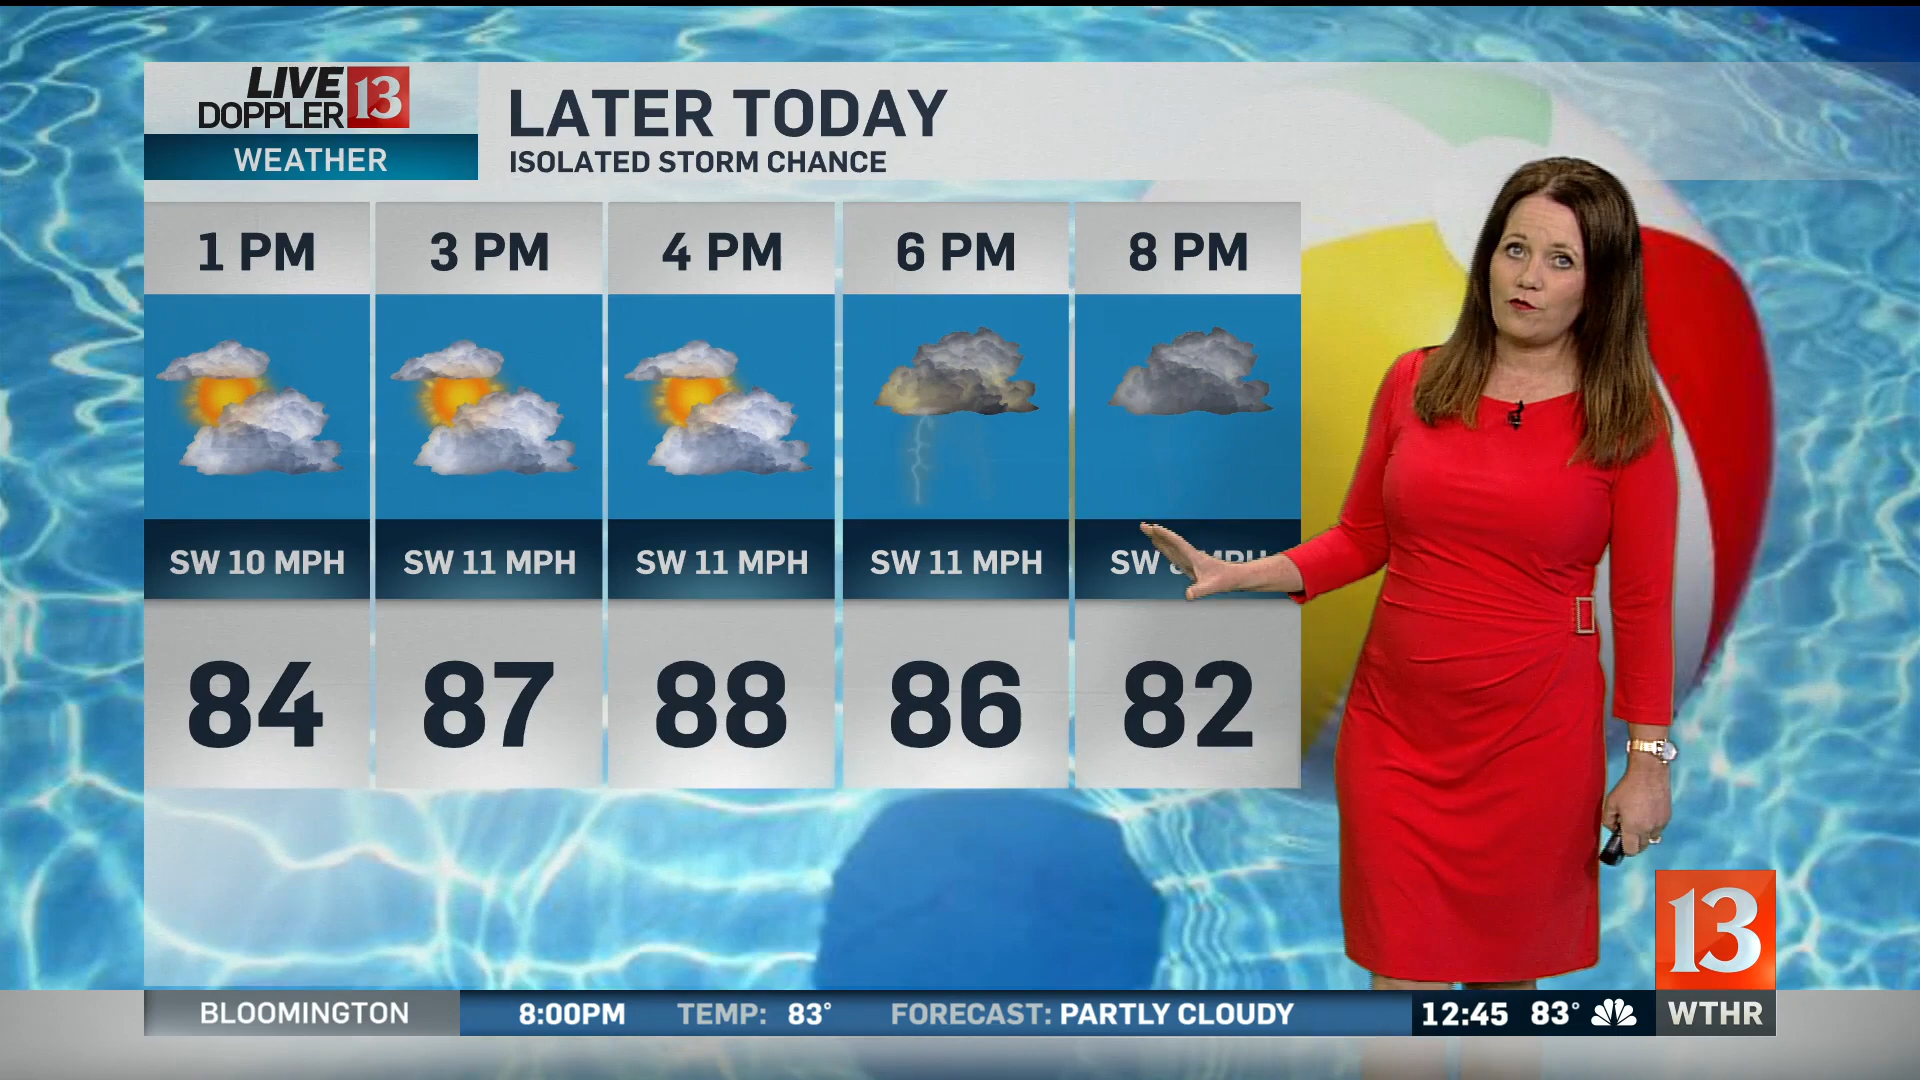 LIVE
DOPPLER 13
WEATHER
LATER TODAY
ISOLATED STORM CHANCE
1 PM
3 PM
4 PM
6 PM
8 PM
SW 10 MPH
SW 11 MPH
SW 11 MPH
SW 11 MPH
SW MPH
84
87
88
86
82
13
BLOOMINGTON
8:00PM
TEMP: 83°
FORECAST: PARTLY CLOUDY
12:45
83°
WTHR